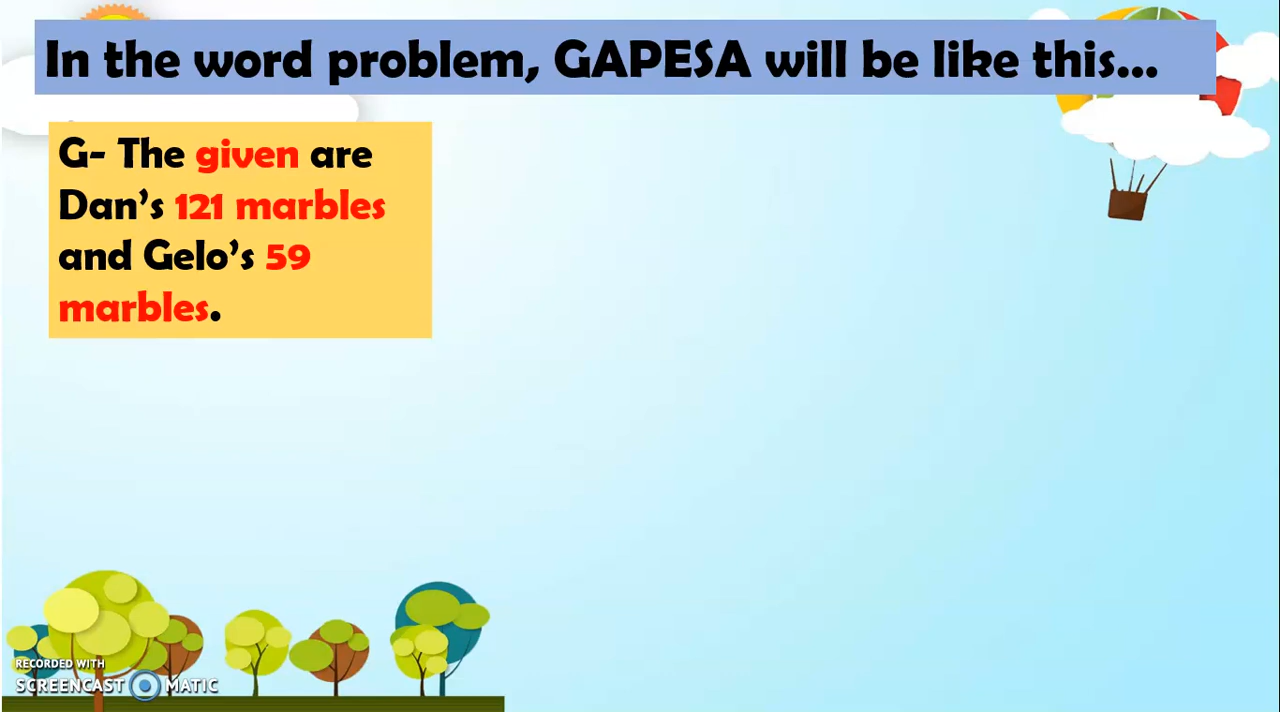 In the word problem, GAPESA will be like this...
G- The given are
Dan's 121 marbles
and Gelo's 59
marbles.
RECORDED WITH
SCREENCAST MATIC